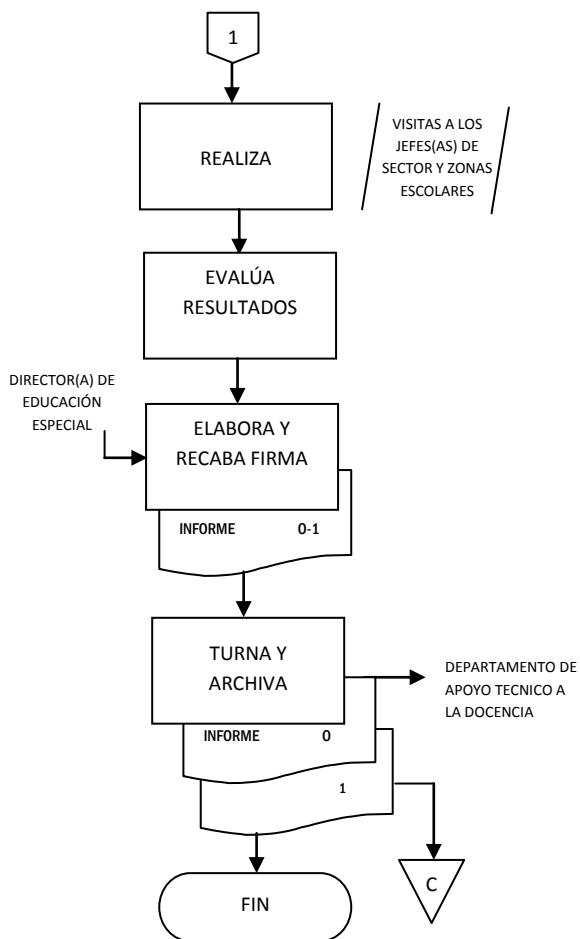 1
REALIZA
VISITAS A LOS
JEFES(AS) DE
SECTOR Y ZONAS
ESCOLARES
EVALÚA
RESULTADOS
DIRECTOR(A) DE
EDUCACIÓN
ESPECIAL
ELABORA Y
RECABA FIRMA
INFORME 0-1
TURNA Y
ARCHIVA
DEPARTAMENTO DE
APOYO TECNICO A
LA DOCENCIA
INFORME 0
1
C
FIN